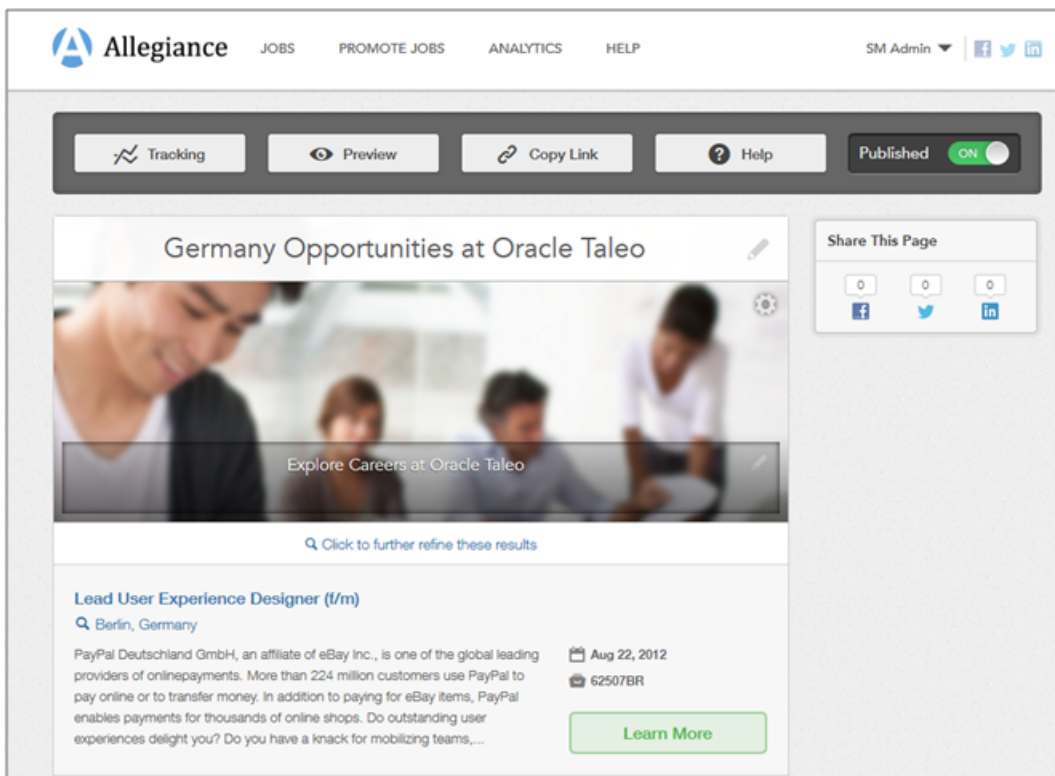 Allegiance JOBS PROMOTE JOBS ANALYTICS HELP SM Admin
Tracking Preview Copy Link Help Published ON
Germany Opportunities at Oracle Taleo
Share This Page
0 0 0
Explore Careers at Oracle Taleo
Click to further refine these results
Lead User Experience Designer (f/m)
Berlin, Germany
PayPal Deutschland GmbH, an affiliate of eBay Inc., is one of the global leading
providers of onlinepayments. More than 224 million customers use PayPal to
pay online or to transfer money. In addition to paying for eBay items, PayPal
enables payments for thousands of online shops. Do outstanding user
experiences delight you? Do you have a knack for mobilizing teams,...
Aug 22, 2012
62507BR
Learn More